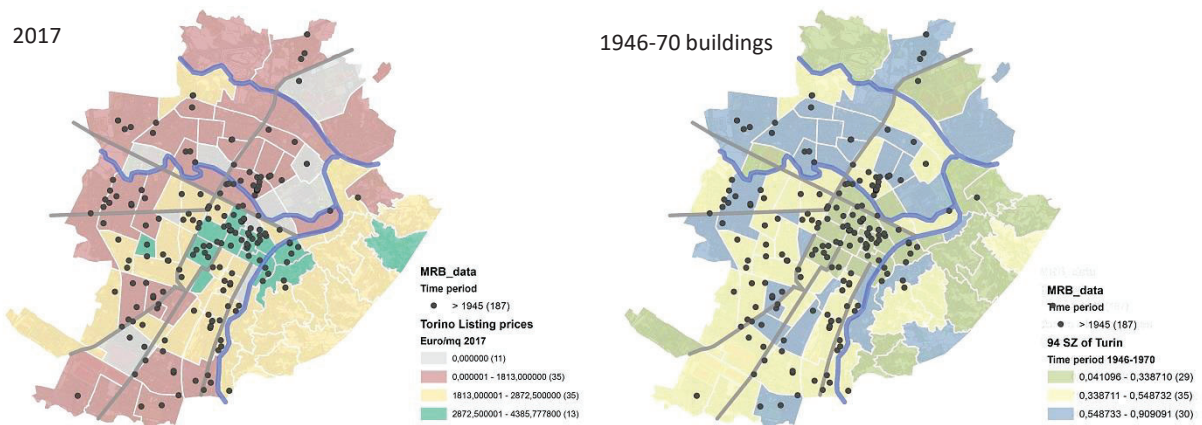 2017
MRB_data
Time period
> 1945 (187)
Torino Listing prices
Euro/mq 2017
0,000000 (11)
0,000001 - 1813,000000 (35)
1813,000001 - 2872,500000 (35)
2872,500001 - 4385,777800 (13)
1946-70 buildings
MRB_data
Time period
> 1945 (187)
94 SZ of Turin
Time period 1946-1970
0,041096 - 0,338710 (29)
0,338711 - 0,548732 (35)
0,548733 - 0,909091 (30)